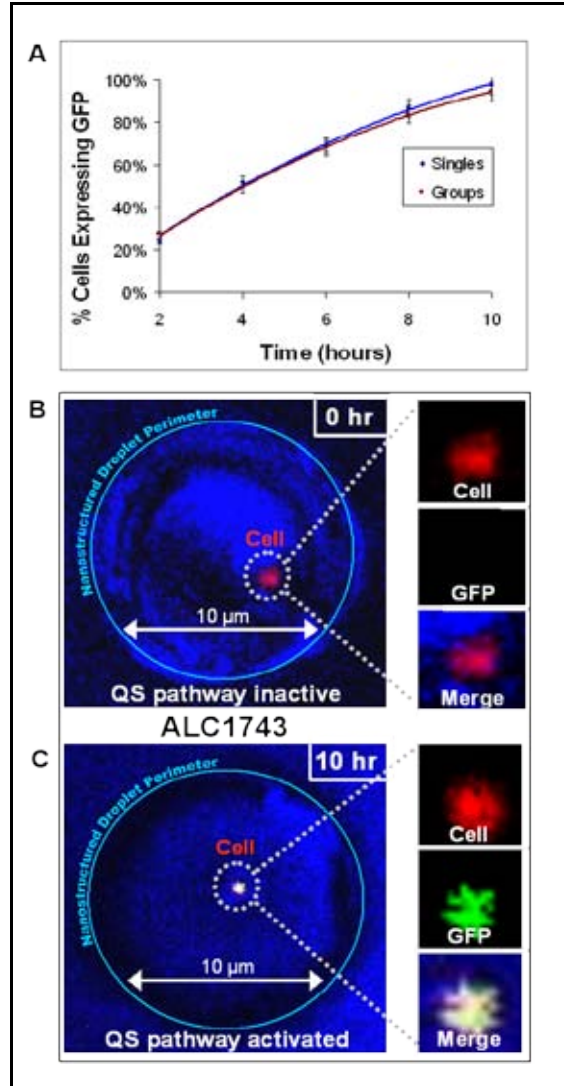 A
100%
80%
60%
40%
20%
0%
% Cells Expressing GFP
Singles
Groups
2 4 6 8 10
Time (hours)
B
Nanostructured Droplet Perimeter
0 hr
Cell
10 µm
QS pathway inactive
Cell
GFP
Merge
ALC1743
C
Nanostructured Droplet Perimeter
10 hr
Cell
10 µm
QS pathway activated
Cell
GFP
Merge